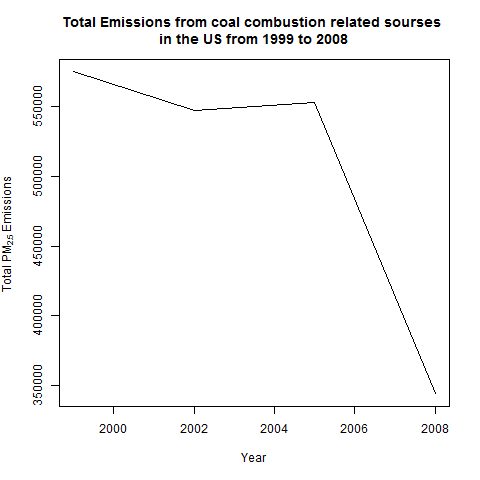 Total Emissions from coal combustion related sourses
in the US from 1999 to 2008
Total PM2.5 Emissions
550000
500000
450000
400000
350000
2000 2002 2004 2006 2008
Year